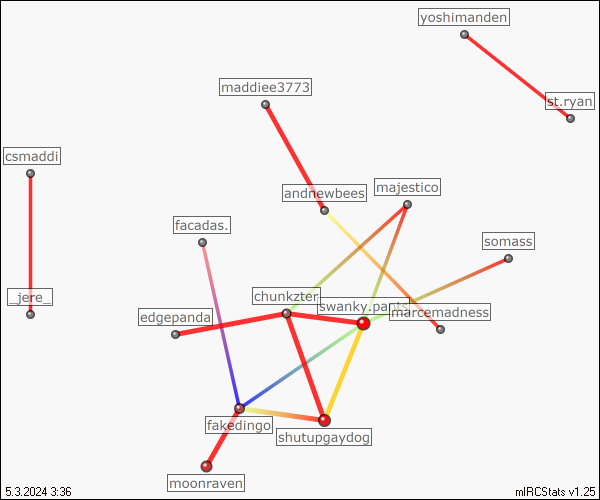 yoshimanden
maddiee3773
st.ryan
csmaddi
andnewbees
majestico
facadas.
somass
_jere_
chunkzter
swanky.pants
edgepanda
marcemadness
fakedingo
shutupgaydog
moonraven
5.3.2024 3:36
mIRCStats v1.25